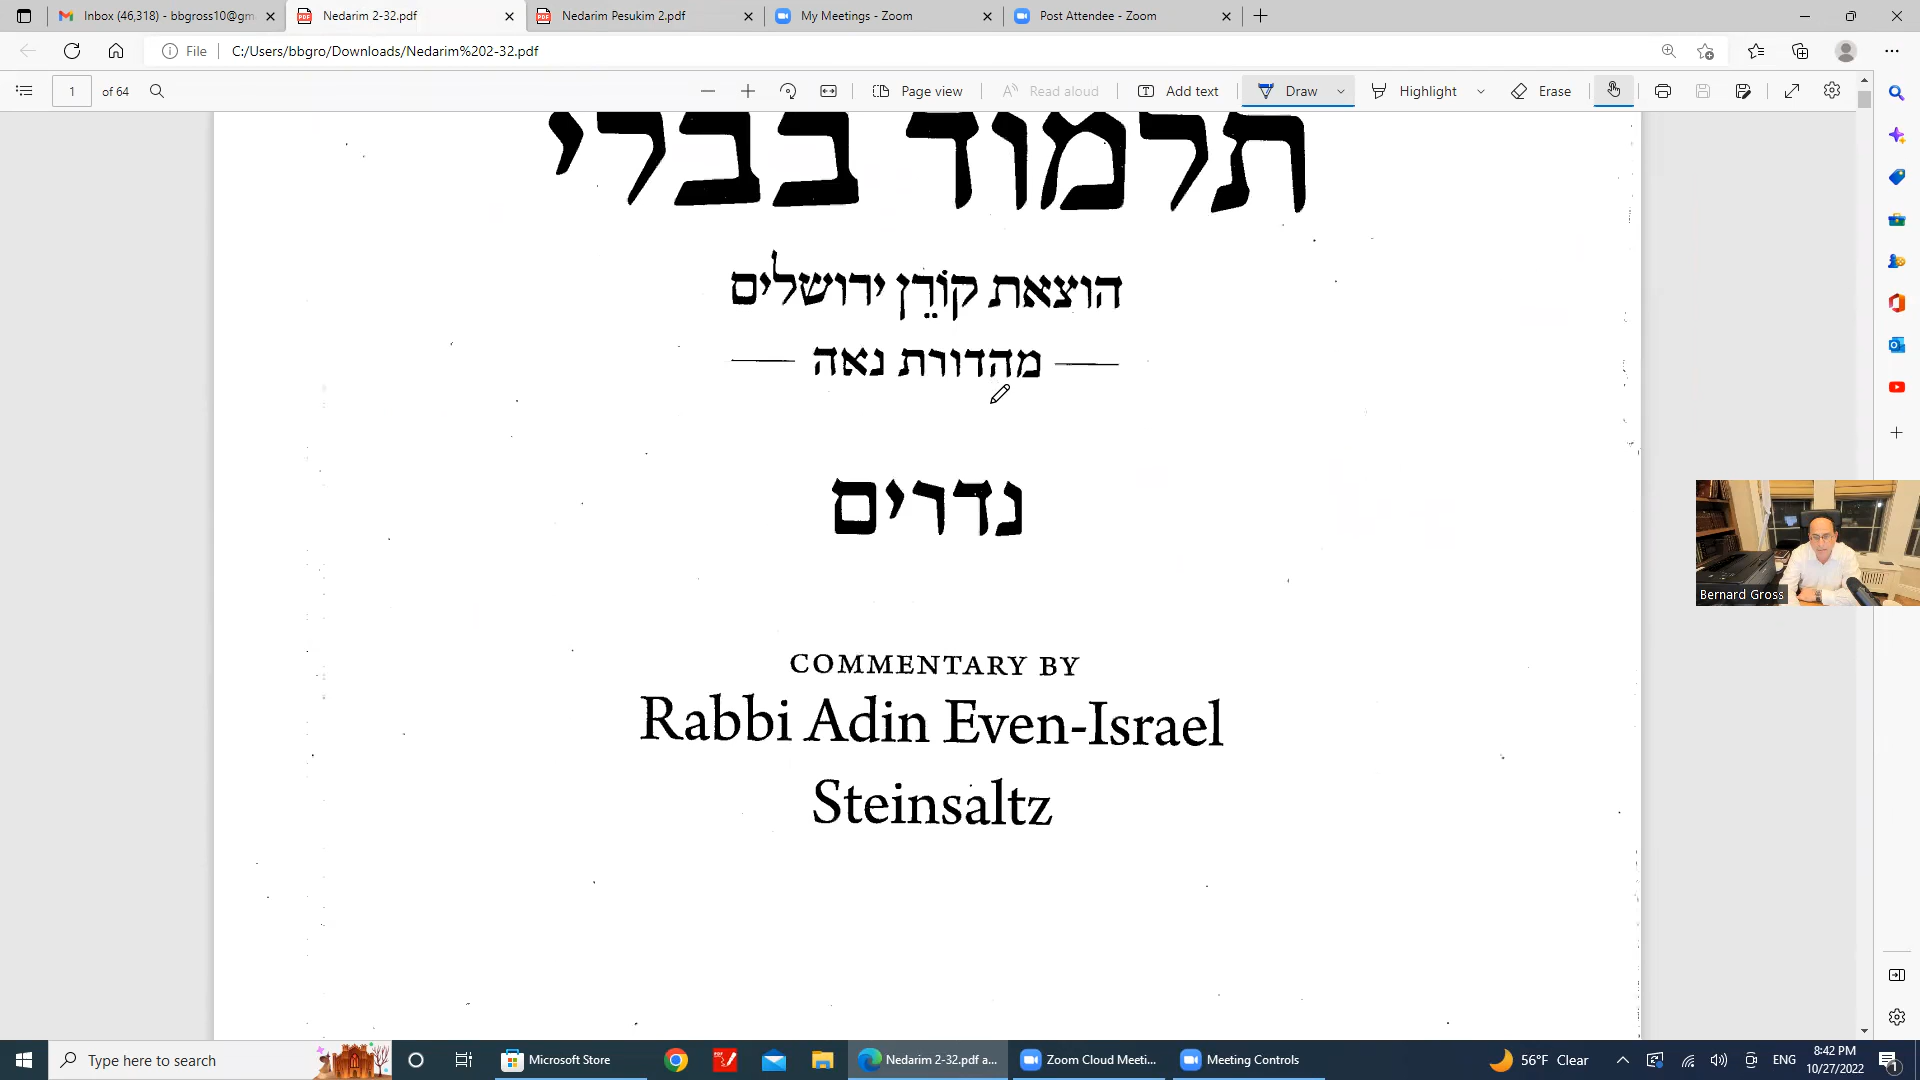 Inbox (46,318) - bbgross10@gm
Nedarim 2-32.pdf
Nedarim Pesukim 2.pdf
My Meetings - Zoom
Post Attendee - Zoom
File
C:/Users/bbgro/Downloads/Nedarim%202-32.pdf
1 of 64
Page view
Read aloud
Add text
Draw
Highlight
Erase
תלמוד בבלי
הוצאת קוֹרֵן ירושלים
מהדורת נאה
נדרים
COMMENTARY BY
Rabbi Adin Even-Israel
Steinsaltz
Bernard Gross
Type here to search
Microsoft Store
Nedarim 2-32.pdf a...
Zoom Cloud Meeti...
Meeting Controls
56°F Clear
ENG
8:42 PM
10/27/2022
1